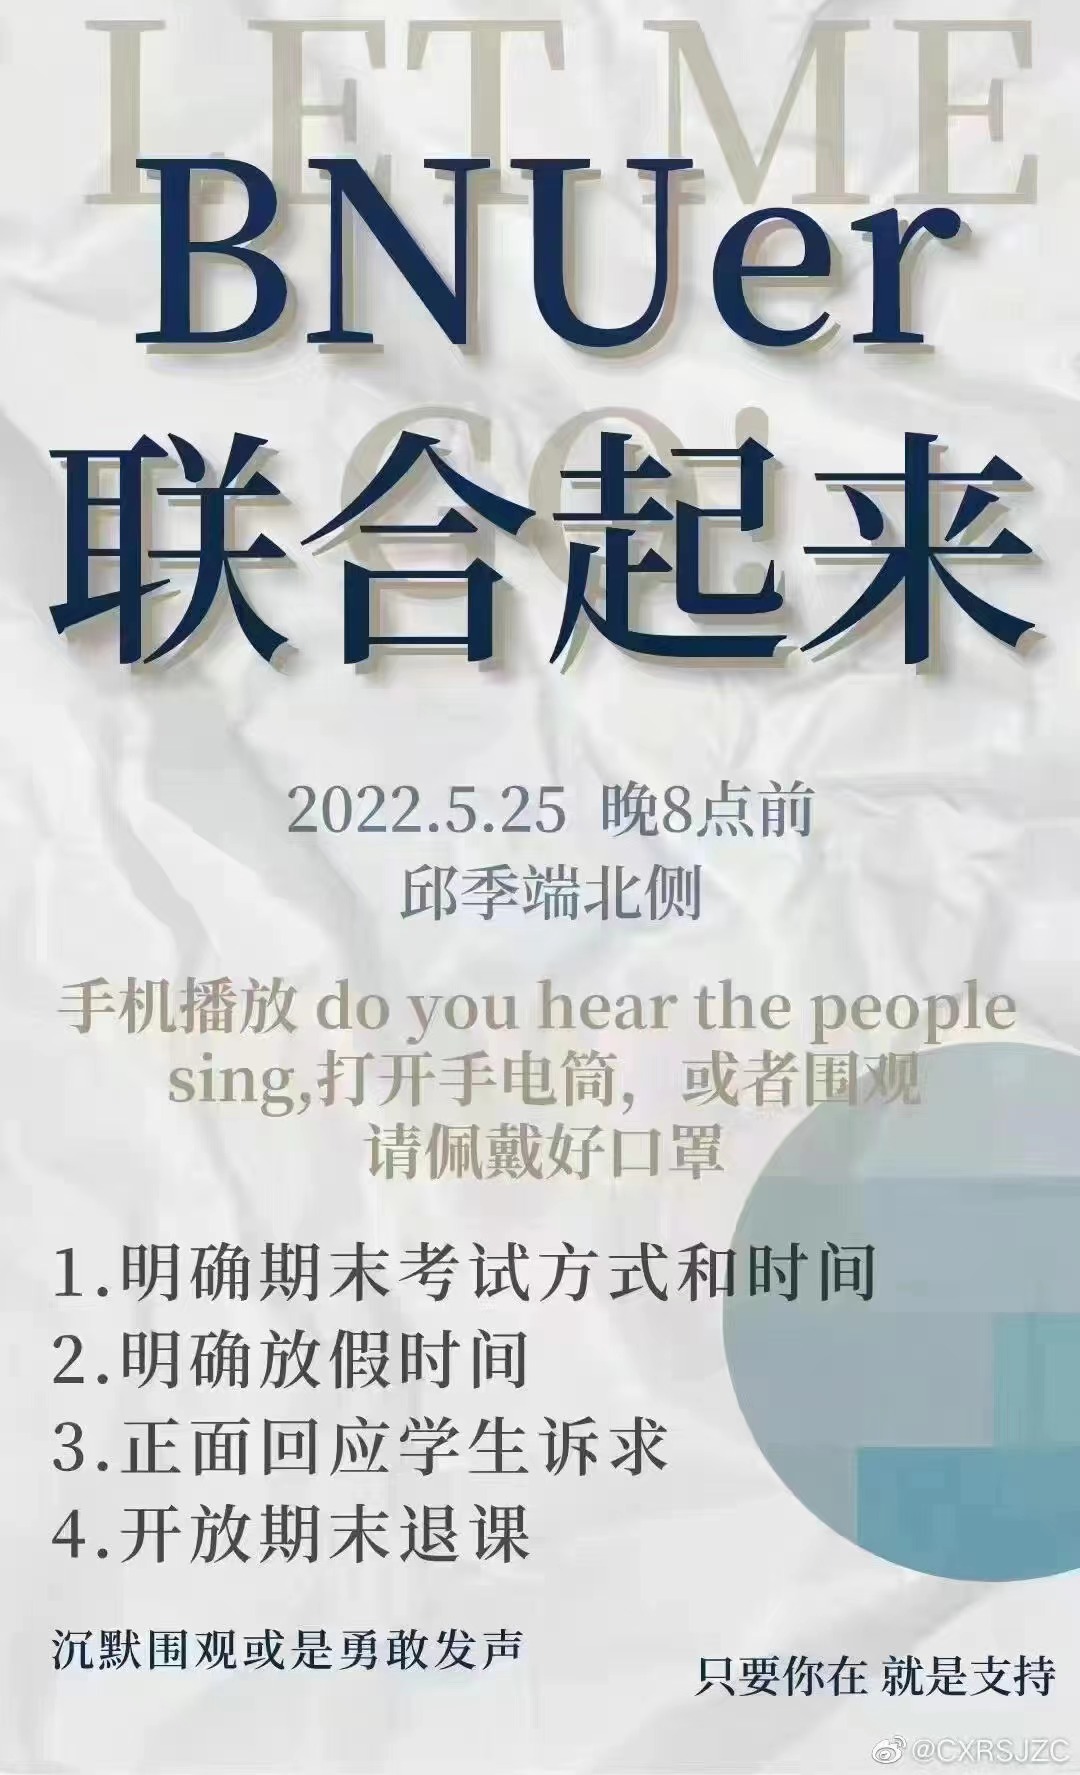 LET ME
BNUer
GO!
联合起来
2022.5.25 晚8点前
邱季端北侧
手机播放 do you hear the people
sing,打开手电筒，或者围观
请佩戴好口罩
1.明确期末考试方式和时间
2.明确放假时间
3.正面回应学生诉求
4.开放期末退课
沉默围观或是勇敢发声
只要你在 就是支持
@CXRSJZC